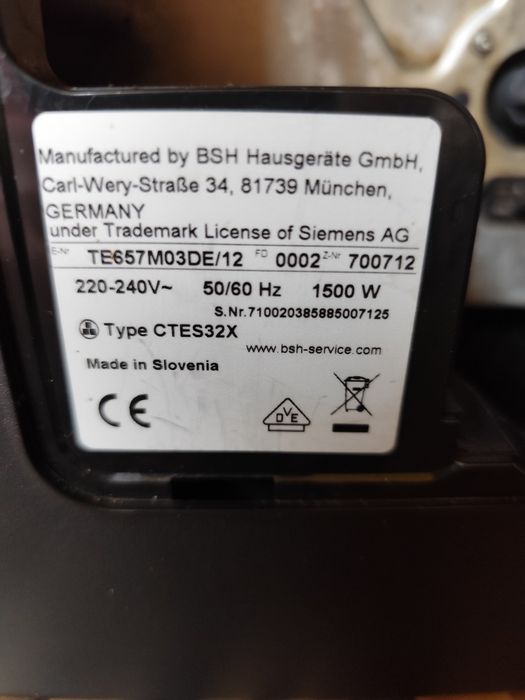 Manufactured by BSH Hausgeräte GmbH,
Carl-Wery-Straße 34, 81739 München,
GERMANY
under Trademark License of Siemens AG
E-Nr TE657M03DE/12 FD 0002 Z-Nr 700712
220-240V~ 50/60 Hz 1500 W
S.Nr.710020385885007125
Type CTES32X
www.bsh-service.com
Made in Slovenia
CE
DVE